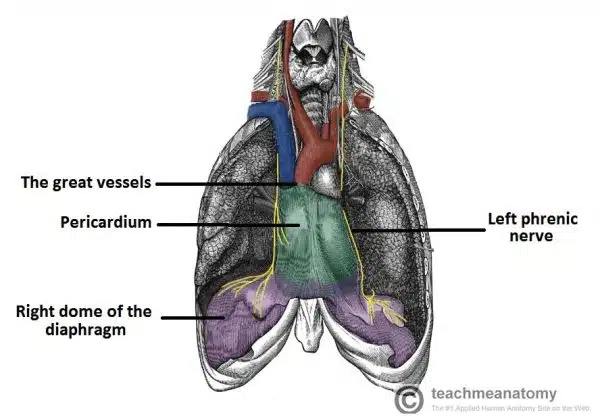 The great vessels
Pericardium
Left phrenic
nerve
Right dome of the
diaphragm
© teachmeanatomy
The #1 Applied Human Anatomy Site on the Web.